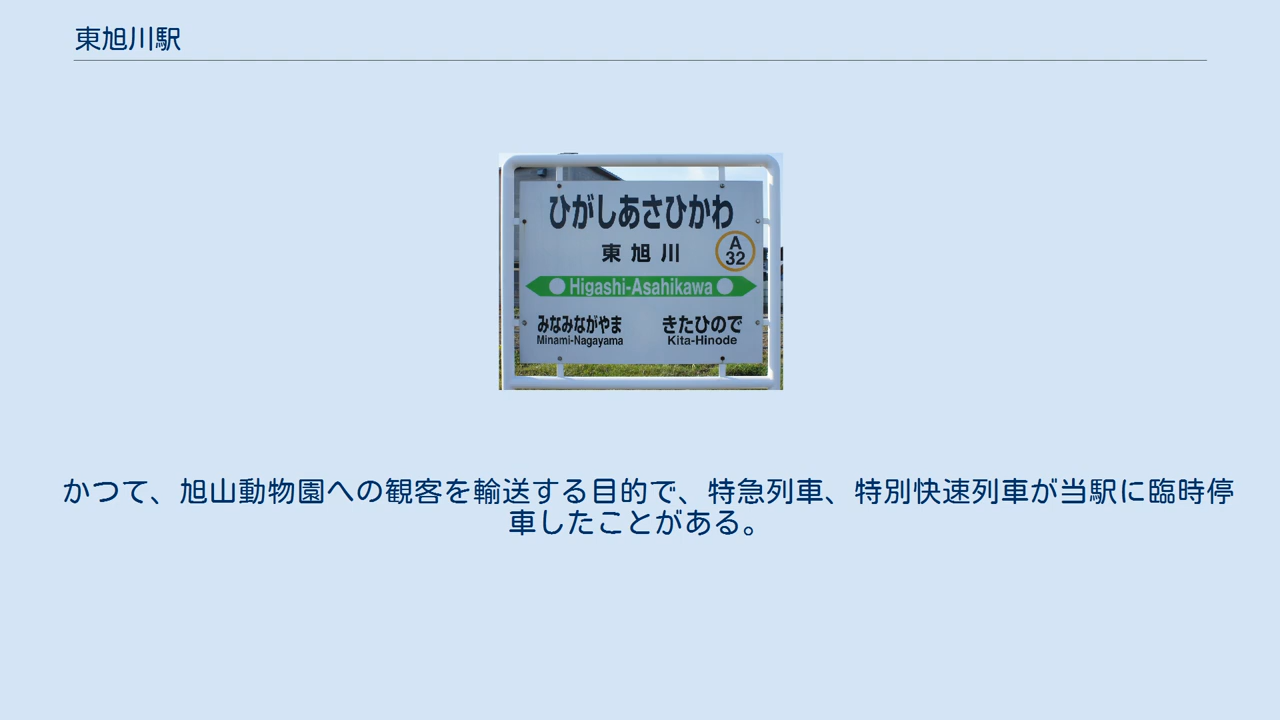 東旭川駅
ひがしあさひかわ
東旭川
A
32
Higashi-Asahikawa
みなみながやま きたひので
Minami-Nagayama Kita-Hinode
かつて、旭山動物園への観客を輸送する目的で、特急列車、特別快速列車が当駅に臨時停
車したことがある。